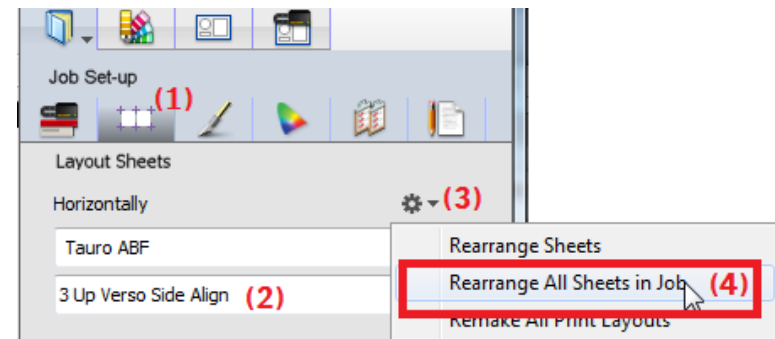 Job Set-up
(1)
Layout Sheets
Horizontally
(3)
Tauro ABF
Rearrange Sheets
3 Up Verso Side Align (2)
Rearrange All Sheets in Job (4)
Remake All Print Layouts